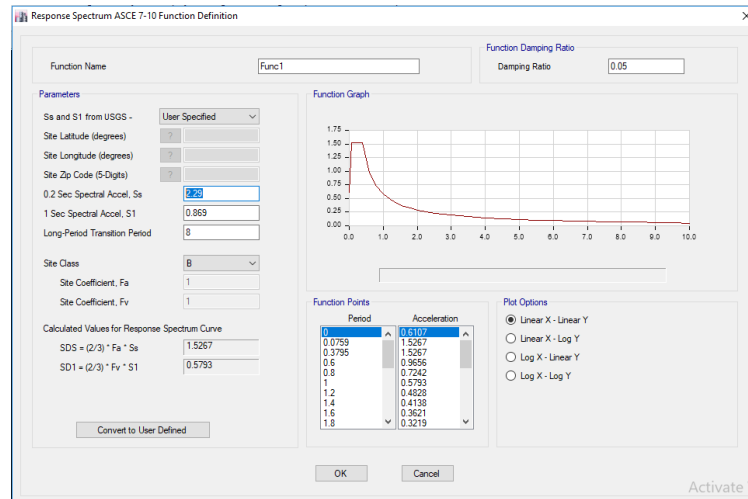 Response Spectrum ASCE 7-10 Function Definition
Function Damping Ratio
Function Name Func1 Damping Ratio 0.05
Parameters
Ss and S1 from USGS - User Specified
Site Latitude (degrees) ?
Site Longitude (degrees) ?
Site Zip Code (5-Digits) ?
0.2 Sec Spectral Accel, Ss 2.29
1 Sec Spectral Accel, S1 0.869
Long-Period Transition Period 8
Site Class B
Site Coefficient, Fa 1
Site Coefficient, Fv 1
Calculated Values for Response Spectrum Curve
SDS = (2/3) * Fa * Ss 1.5267
SD1 = (2/3) * Fv * S1 0.5793
Convert to User Defined
Function Graph
1.75
1.50
1.25
1.00
0.75
0.50
0.25
0.00
0.0 1.0 2.0 3.0 4.0 5.0 6.0 7.0 8.0 9.0 10.0
Function Points
Period Acceleration
0 0.6107
0.0759 1.5267
0.3795 1.5267
0.6 0.9656
0.8 0.7242
1 0.5793
1.2 0.4828
1.4 0.4138
1.6 0.3621
1.8 0.3219
Plot Options
Linear X - Linear Y
Linear X - Log Y
Log X - Linear Y
Log X - Log Y
OK Cancel
Activate